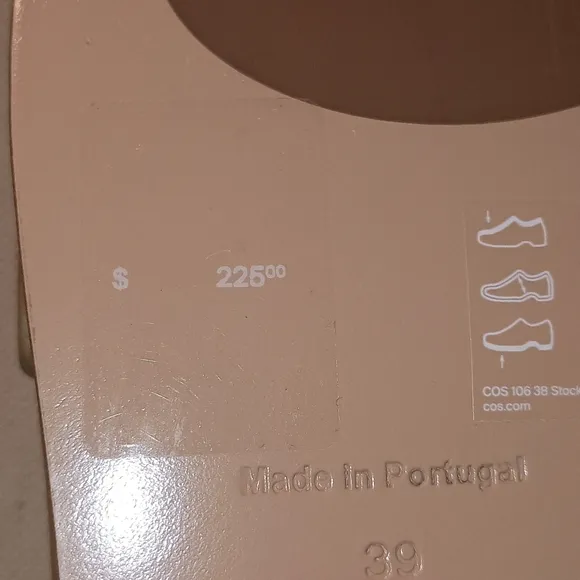 $ 225⁰⁰
COS 106 38 Stock
cos.com
Made in Portugal
39